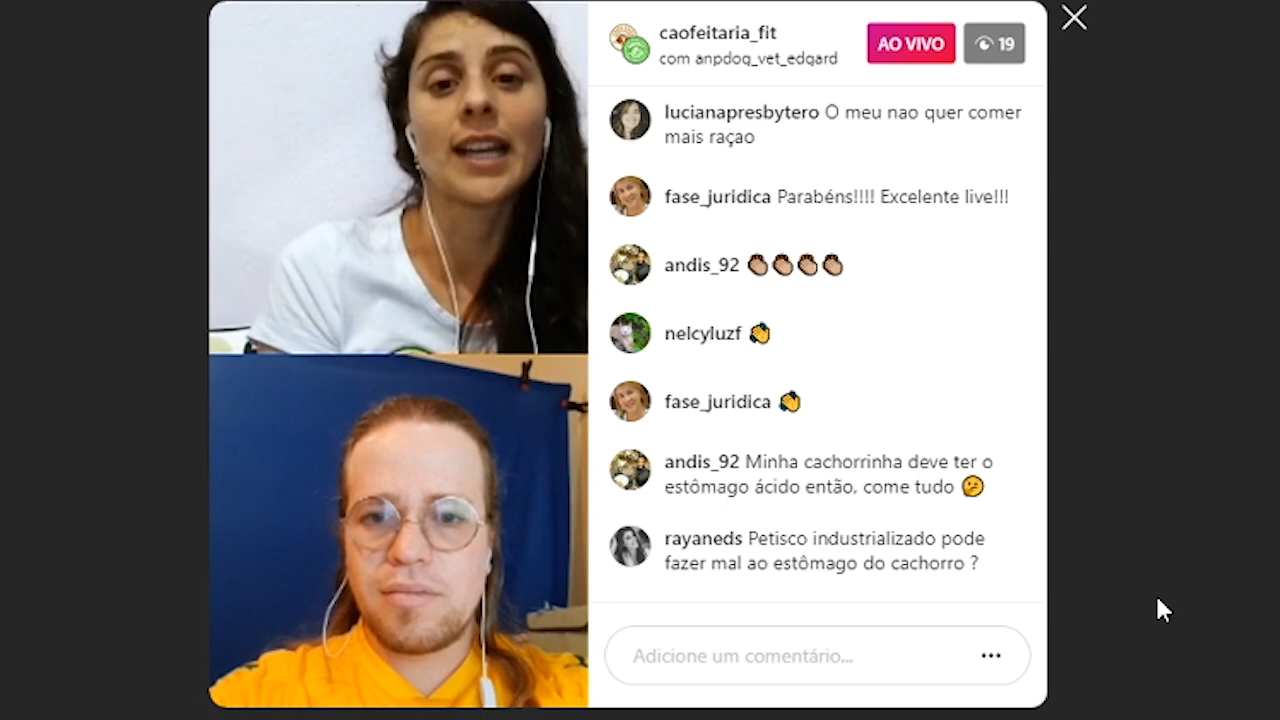 caofeitaria_fit
com anpdog_vet_edgard
AO VIVO
19
lucianapresbytero O meu nao quer comer
mais raçao
fase_juridica Parabéns!!!! Excelente live!!!
andis_92
nelcyluzf
fase_juridica
andis_92 Minha cachorrinha deve ter o
estômago ácido então, come tudo
rayaneds Petisco industrializado pode
fazer mal ao estômago do cachorro ?
Adicione um comentário...